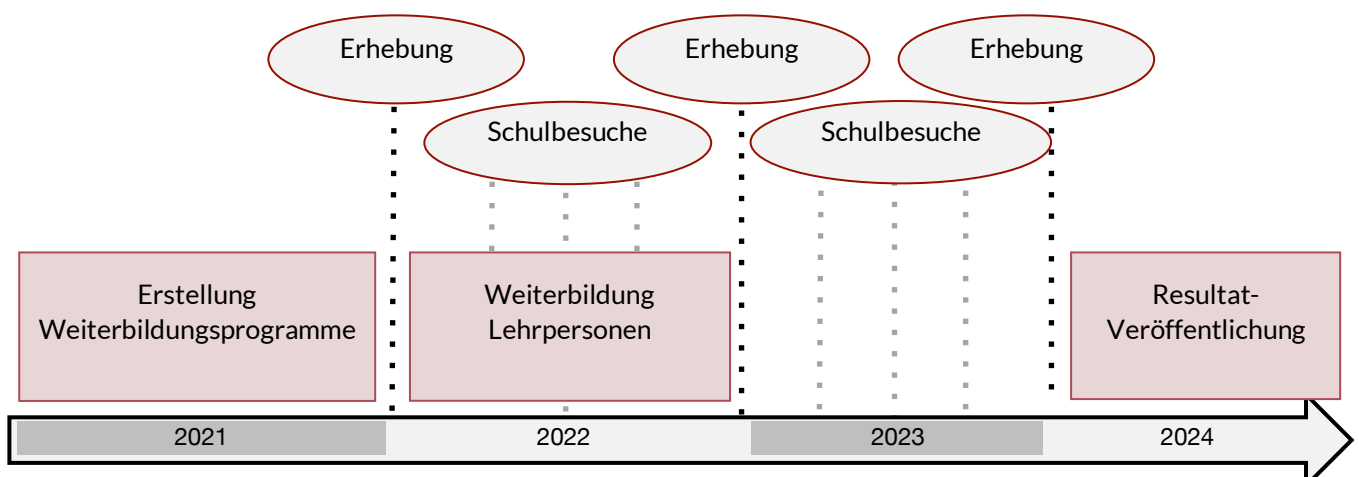 Erhebung
Erhebung
Erhebung
Schulbesuche
Schulbesuche
Erstellung
Weiterbildungsprogramme
Weiterbildung
Lehrpersonen
Resultat-
Veröffentlichung
2021
2022
2023
2024